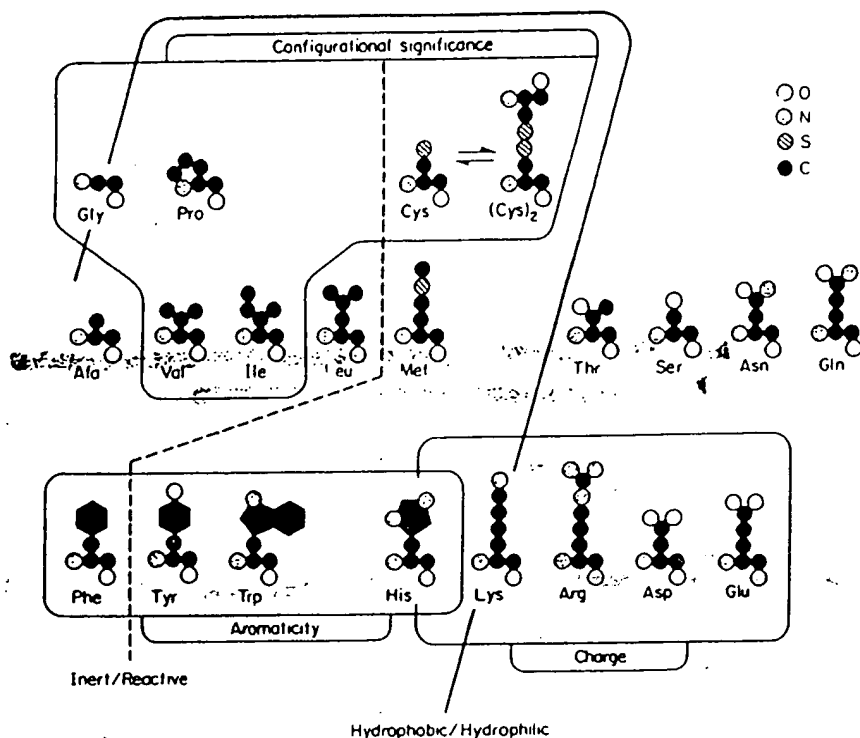 Configurational significance
O
N
S
C
Gly Pro Cys (Cys)2
Ala Val Ile Leu Met Thr Ser Asn Gln
Phe Tyr Trp His Lys Arg Asp Glu
Aromaticity
Charge
Inert/Reactive
Hydrophobic/Hydrophilic